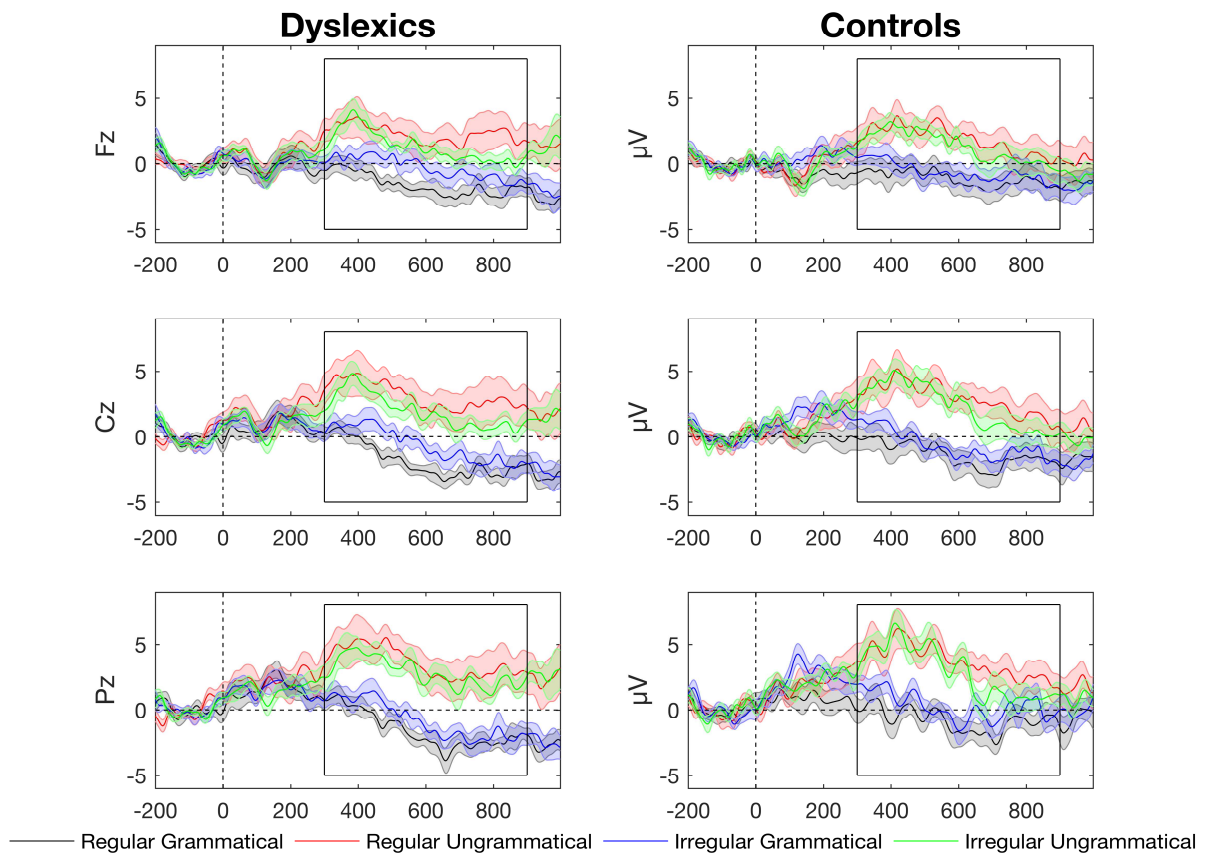 Dyslexics Controls
Fz 5 0 -5 µV 5 0 -5
-200 0 200 400 600 800 -200 0 200 400 600 800
Cz 5 0 -5 µV 5 0 -5
-200 0 200 400 600 800 -200 0 200 400 600 800
Pz 5 0 -5 µV 5 0 -5
-200 0 200 400 600 800 -200 0 200 400 600 800
Regular Grammatical Regular Ungrammatical Irregular Grammatical Irregular Ungrammatical